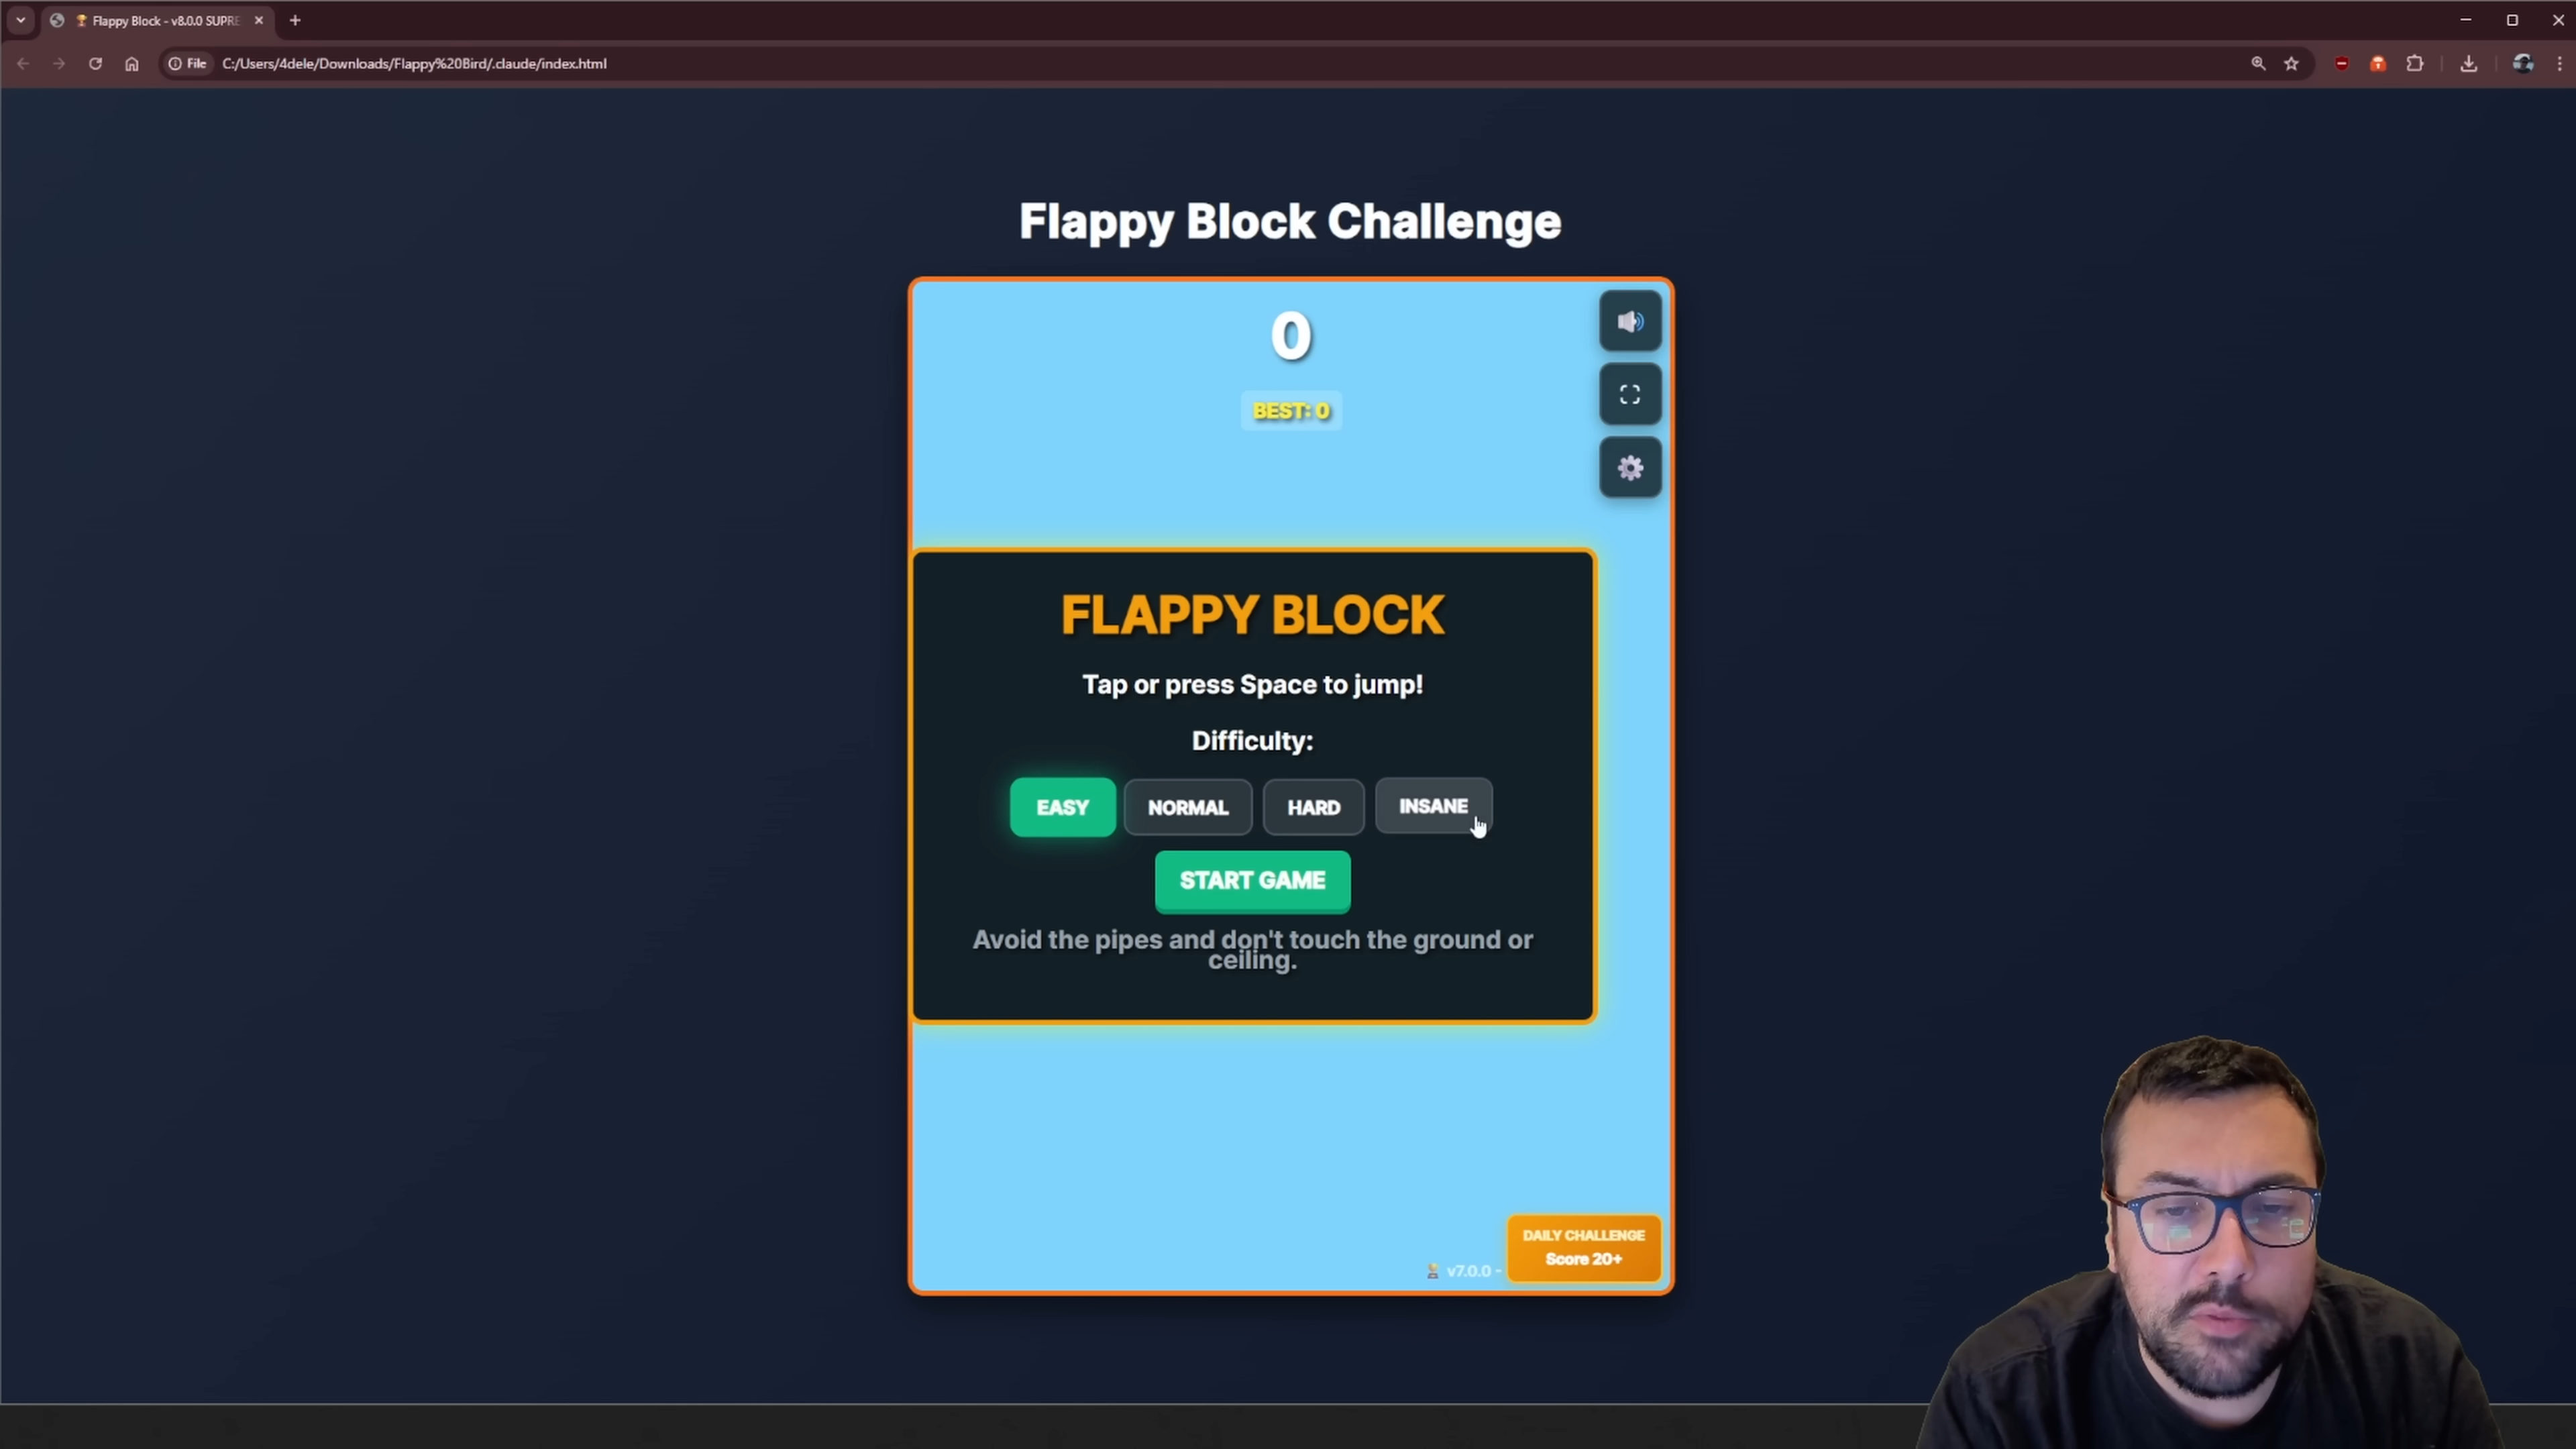 🏆 Flappy Block - v8.0.0 SUPRE
File
C:/Users/4dele/Downloads/Flappy%20Bird/.claude/index.html
Flappy Block Challenge
0
BEST: 0
FLAPPY BLOCK
Tap or press Space to jump!
Difficulty:
EASY NORMAL HARD INSANE
START GAME
Avoid the pipes and don't touch the ground or
ceiling.
DAILY CHALLENGE
Score 20+
🏆 v7.0.0 -